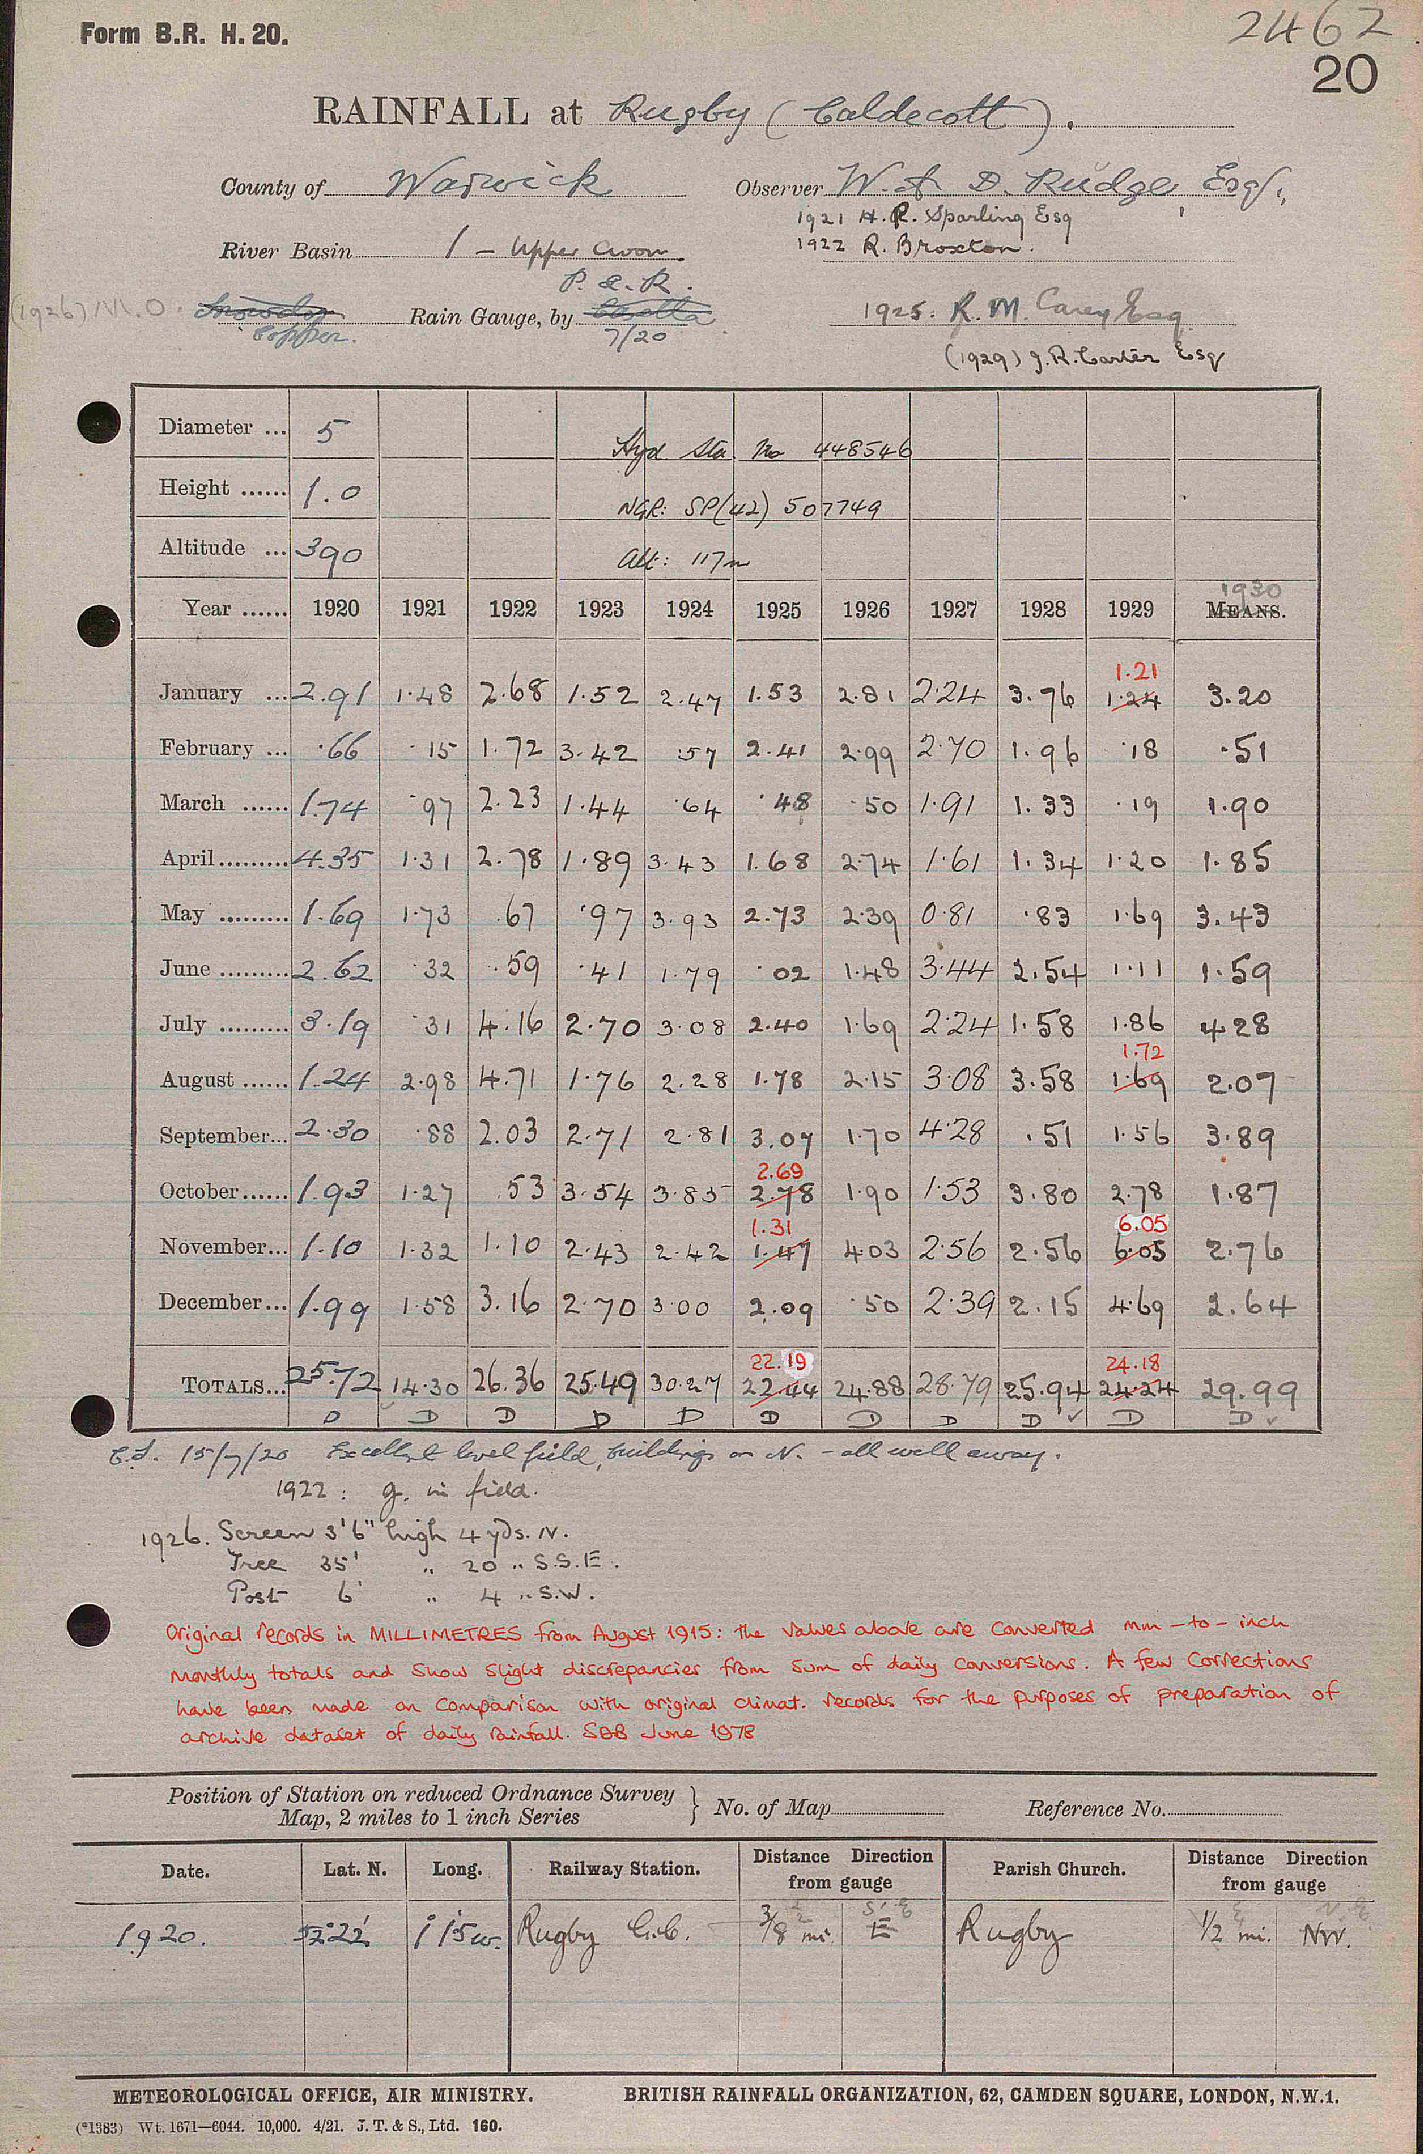 Form B.R. H. 20.
2462
20
RAINFALL at Rugby (Caldecott).
County of Warwick Observer W. A. D. Rudge, Esq.,
1921 H. R. Sparling Esq
River Basin 1 - Upper Avon 1922 R. Broxton.
P. & R.
(1926) M.O. Snowdon Rain Gauge, by Casella 1925: R. M. Carey Esq
Copper. 7/20
(1929) J. R. Carter Esq
Diameter ... 5
Hyd Sta. No 448546
Height ...... 1.0
NGR: SP(42) 507749
Altitude ... 390
Alt: 117m
1930
Year ...... 1920 1921 1922 1923 1924 1925 1926 1927 1928 1929 MEANS.
1.21
January ... 2.91 1.48 2.68 1.52 2.47 1.53 2.81 2.24 3.76 1.24 3.20
February ... .66 .15 1.72 3.42 .57 2.41 2.99 2.70 1.96 .18 .51
March ...... 1.74 .97 2.23 1.44 .64 .48 .50 1.91 1.33 .19 1.90
April......... 4.35 1.31 2.78 1.89 3.43 1.68 2.74 1.61 1.34 1.20 1.85
May ......... 1.69 1.73 .67 .97 3.93 2.73 2.39 0.81 .83 1.69 3.43
June ......... 2.62 .32 .59 .41 1.79 .02 1.48 3.44 2.54 1.11 1.59
July ......... 3.19 .31 4.16 2.70 3.08 2.40 1.69 2.24 1.58 1.86 4.28
1.72
August ...... 1.24 2.98 4.71 1.76 2.28 1.78 2.15 3.08 3.58 1.69 2.07
September... 2.30 .88 2.03 2.71 2.81 3.07 1.70 4.28 .51 1.56 3.89
2.69
October...... 1.93 1.27 .53 3.54 3.85 2.78 1.90 1.53 3.80 2.78 1.87
1.31 6.05
November... 1.10 1.32 1.10 2.43 2.42 1.47 4.03 2.56 2.56 6.05 2.76
December... 1.99 1.58 3.16 2.70 3.00 2.09 .50 2.39 2.15 4.69 2.64
22.19 24.18
TOTALS... 25.72 14.30 26.36 25.49 30.27 22.44 24.88 28.79 25.94 24.24 29.99
D D D D D D D D D ✓ D D ✓
15/7/20 Excellent level field, buildings on N. - all well away.
1922: g. in field.
1926. Screen 3'6" high 4 yds. N.
Tree 35' " 20 " S.S.E.
Post 6' " 4 " S.W.
Original records in MILLIMETRES from August 1915: the values above are converted mm-to-inch
monthly totals and show slight discrepancies from sum of daily conversions. A few corrections
have been made on comparison with original climat. records for the purposes of preparation of
archive dataset of daily rainfall. SBB June 1978
Position of Station on reduced Ordnance Survey
Map, 2 miles to 1 inch Series } No. of Map Reference No.
Date. Lat. N. Long. Railway Station. Distance Direction from gauge Parish Church. Distance Direction from gauge
1920. 52°22' 1°15'w. Rugby G.C. 3/8 mi. E Rugby 1/2 mi. NW.
METEOROLOGICAL OFFICE, AIR MINISTRY. BRITISH RAINFALL ORGANIZATION, 62, CAMDEN SQUARE, LONDON, N.W.1.
(*1383) Wt. 1671—6044. 10,000. 4/21. J. T. & S., Ltd. 160.